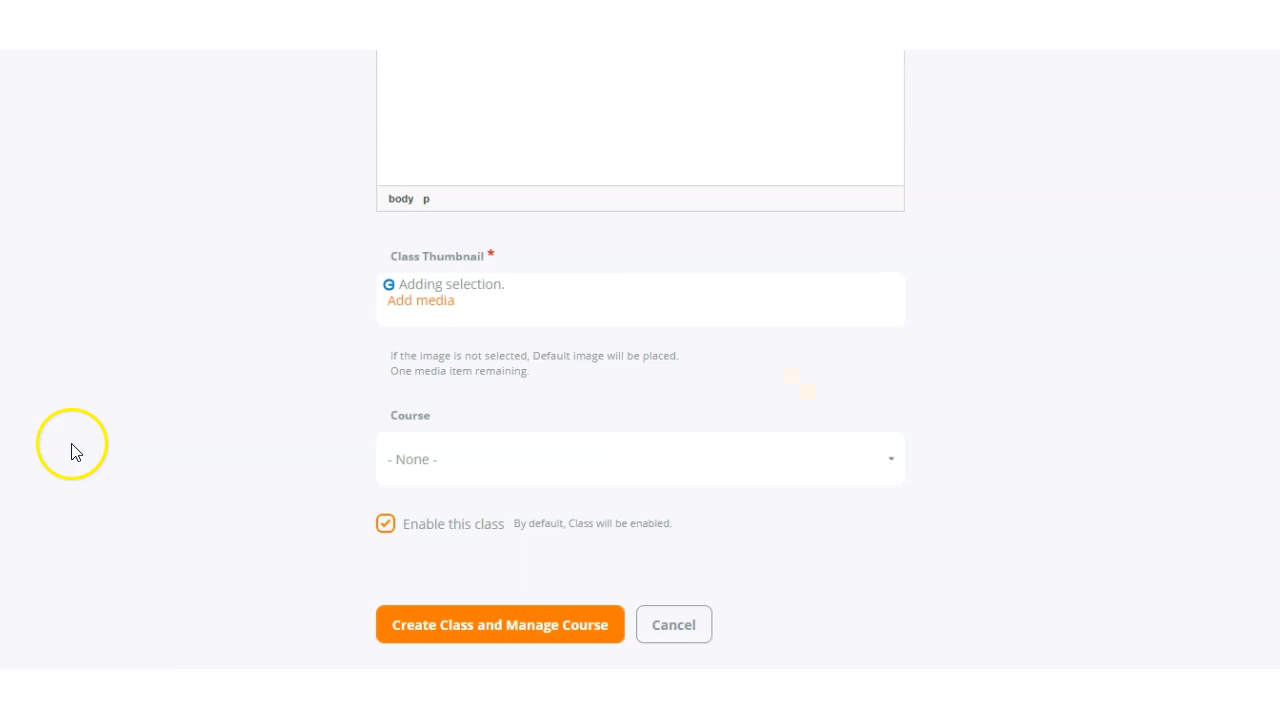 body p
Class Thumbnail *
Adding selection.
Add media
if the image is not selected, Default image will be placed.
One media item remaining.
Course
- None -
Enable this class By default, Class will be enabled.
Create Class and Manage Course Cancel